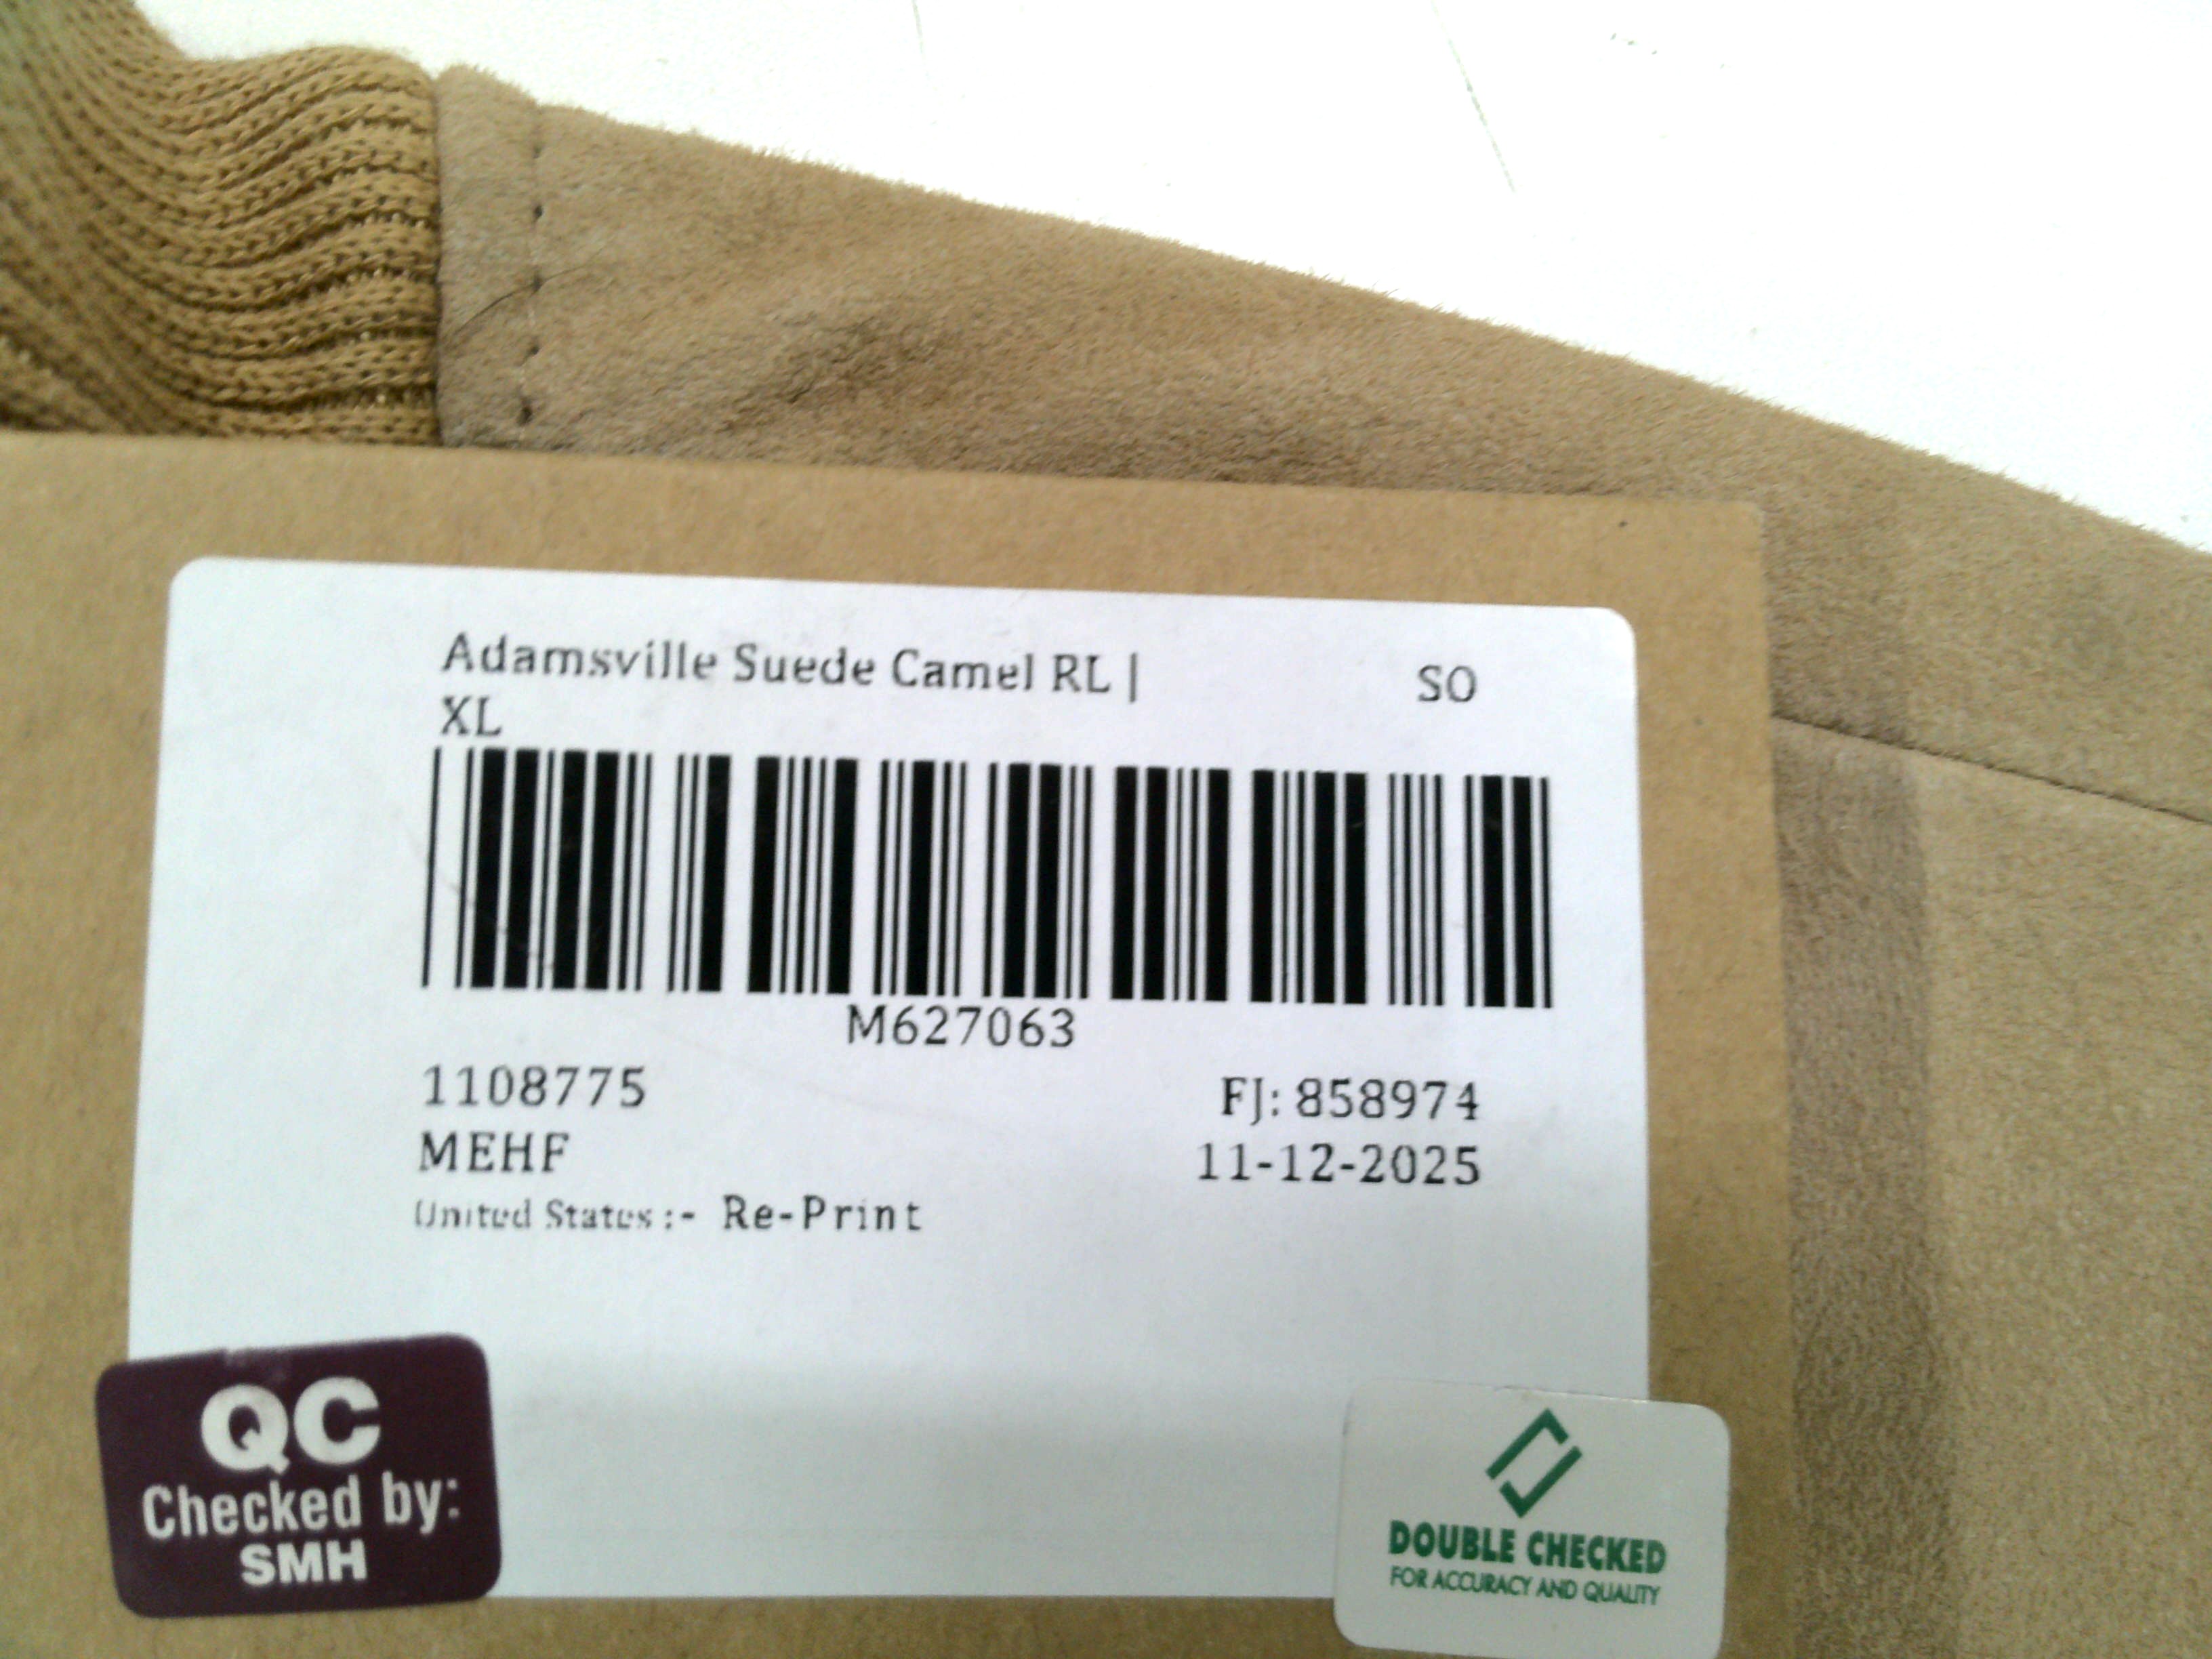 Adamsville Suede Camel RL |
XL
SO
M627063
1108775
FJ: 858974
MEHF
11-12-2025
United States :- Re-Print
QC
Checked by:
SMH
DOUBLE CHECKED
FOR ACCURACY AND QUALITY